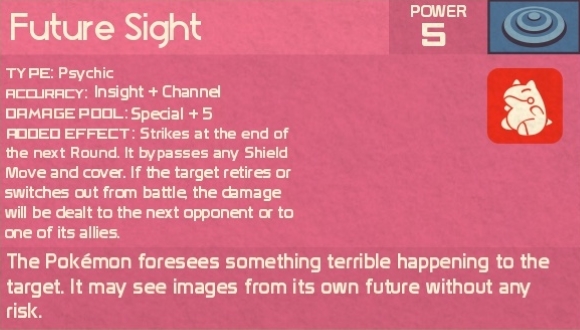 Future Sight
POWER
5
TYPE: Psychic
ACCURACY: Insight + Channel
DAMAGE POOL: Special + 5
ADDED EFFECT: Strikes at the end of
the next Round. It bypasses any Shield
Move and cover. If the target retires or
switches out from battle, the damage
will be dealt to the next opponent or to
one of its allies.
The Pokémon foresees something terrible happening to the
target. It may see images from its own future without any
risk.